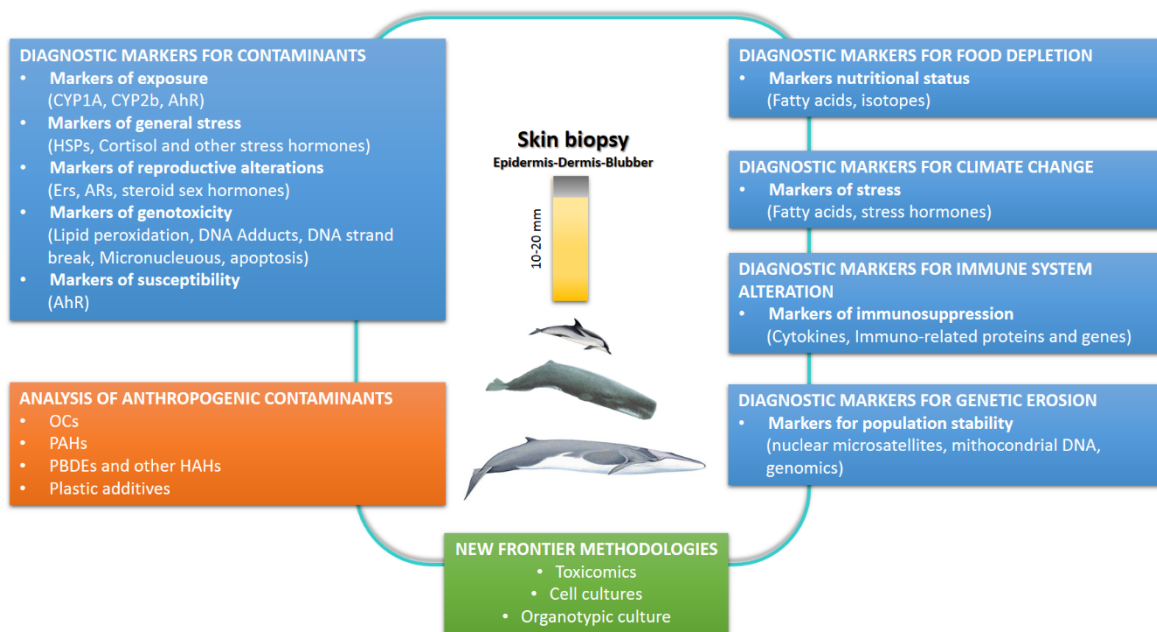 DIAGNOSTIC MARKERS FOR CONTAMINANTS
• Markers of exposure
(CYP1A, CYP2b, AhR)
• Markers of general stress
(HSPs, Cortisol and other stress hormones)
• Markers of reproductive alterations
(Ers, ARs, steroid sex hormones)
• Markers of genotoxicity
(Lipid peroxidation, DNA Adducts, DNA strand
break, Micronucleuous, apoptosis)
• Markers of susceptibility
(AhR)
ANALYSIS OF ANTHROPOGENIC CONTAMINANTS
• OCs
• PAHs
• PBDEs and other HAHs
• Plastic additives
Skin biopsy
Epidermis-Dermis-Blubber
10-20 mm
DIAGNOSTIC MARKERS FOR FOOD DEPLETION
• Markers nutritional status
(Fatty acids, isotopes)
DIAGNOSTIC MARKERS FOR CLIMATE CHANGE
• Markers of stress
(Fatty acids, stress hormones)
DIAGNOSTIC MARKERS FOR IMMUNE SYSTEM
ALTERATION
• Markers of immunosuppression
(Cytokines, Immuno-related proteins and genes)
DIAGNOSTIC MARKERS FOR GENETIC EROSION
• Markers for population stability
(nuclear microsatellites, mithocondrial DNA,
genomics)
NEW FRONTIER METHODOLOGIES
• Toxicomics
• Cell cultures
• Organotypic culture